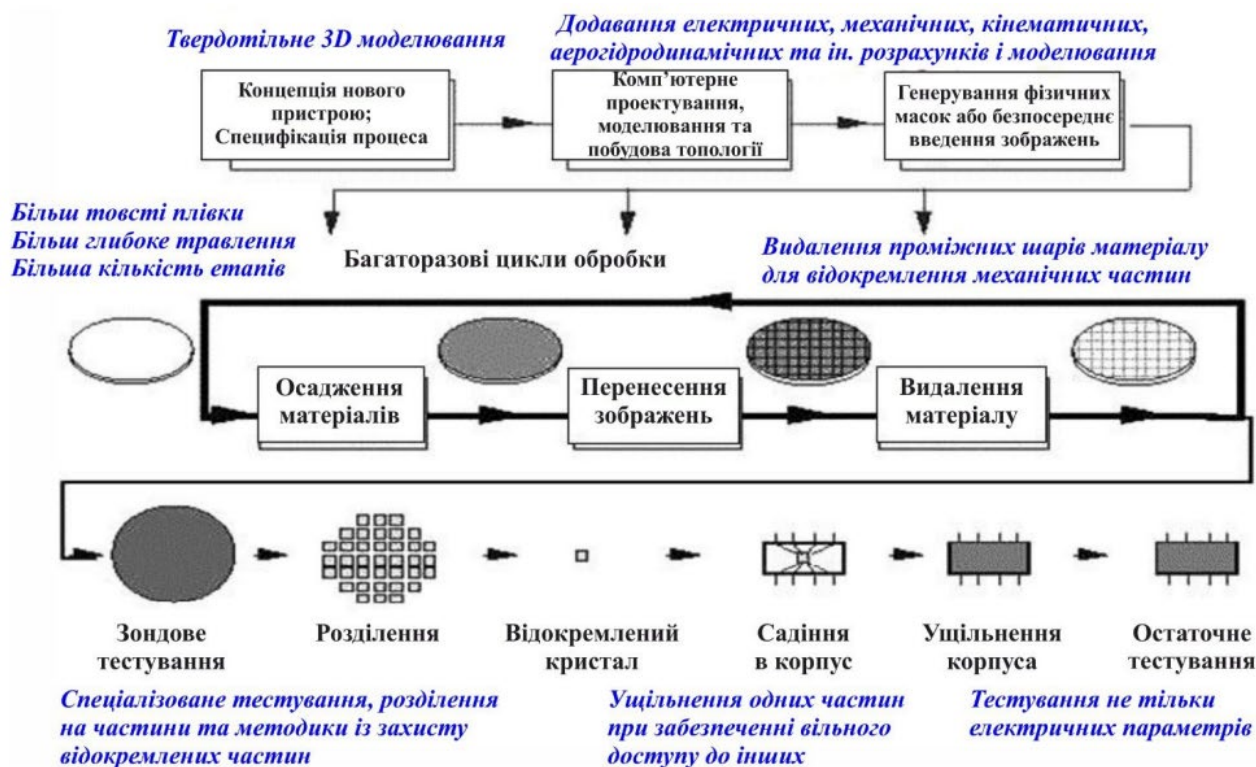 Твердотільне 3D моделювання
Додавання електричних, механічних, кінематичних,
аерогідродинамічних та ін. розрахунків і моделювання
Концепція нового
пристрою;
Специфікація процеса
Комп’ютерне
проектування,
моделювання та
побудова топології
Генерування фізичних
масок або безпосереднє
введення зображень
Більш товсті плівки
Більш глибоке травлення
Більша кількість етапів
Багаторазові цикли обробки
Видалення проміжних шарів матеріалу
для відокремлення механічних частин
Осадження
матеріалів
Перенесення
зображень
Видалення
матеріалу
Зондове
тестування
Розділення
Відокремлений
кристал
Садіння
в корпус
Ущільнення
корпуса
Остаточне
тестування
Спеціалізоване тестування, розділення
на частини та методики із захисту
відокремлених частин
Ущільнення одних частин
при забезпеченні вільного
доступу до інших
Тестування не тільки
електричних параметрів